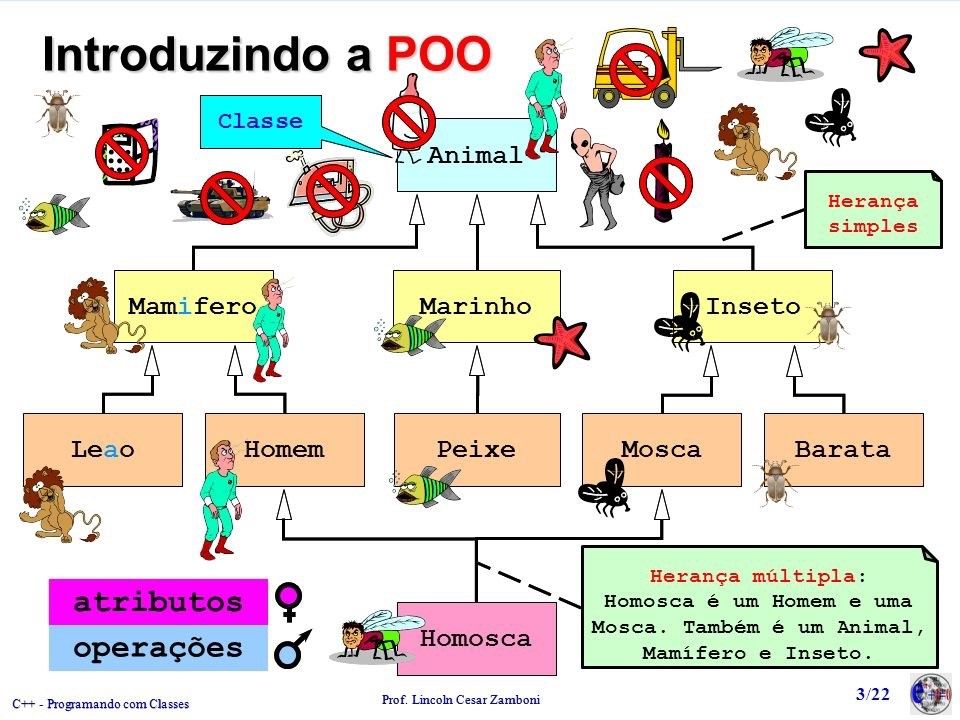 Introduzindo a POO
Classe
Animal
Herança
simples
Mamifero
Marinho
Inseto
Leao
Homem
Peixe
Mosca
Barata
atributos
operações
Homosca
Herança múltipla:
Homosca é um Homem e uma
Mosca. Também é um Animal,
Mamífero e Inseto.
C++ - Programando com Classes
Prof. Lincoln Cesar Zamboni
3/22